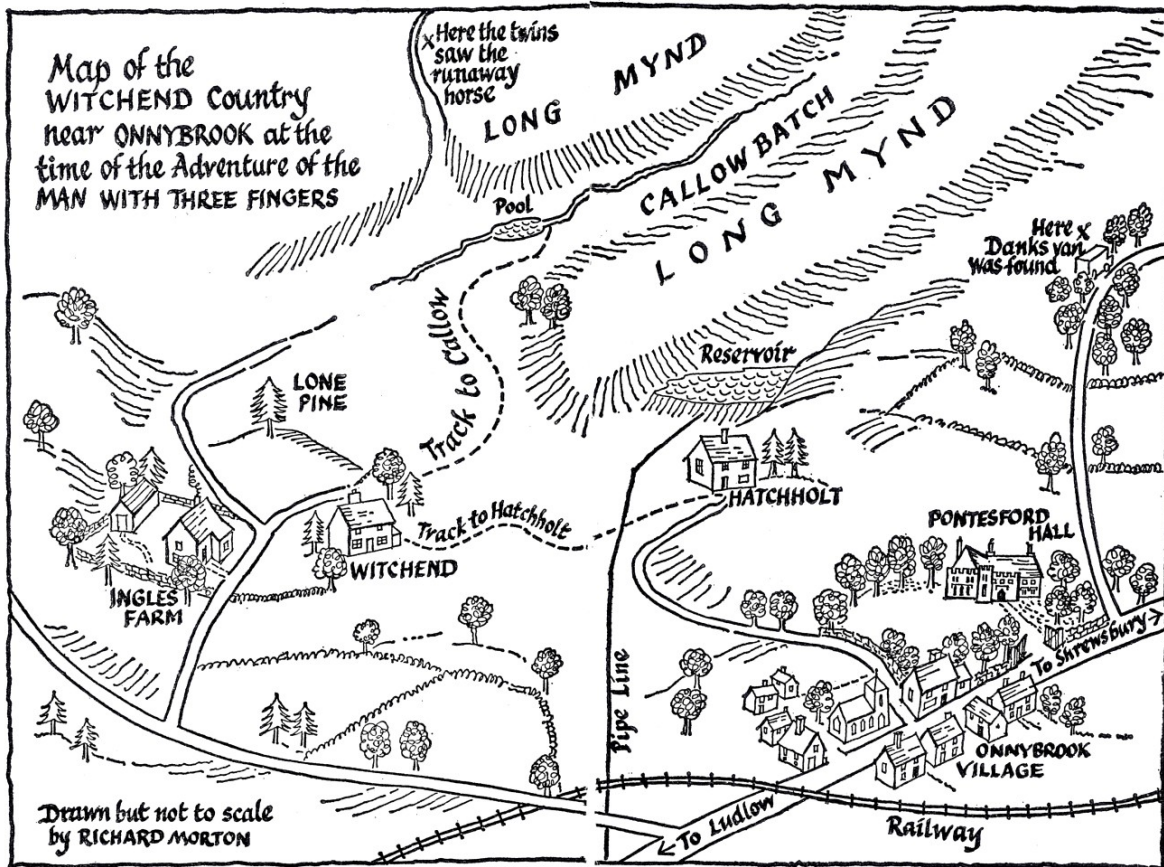 Map of the
WITCHEND Country
near ONNYBROOK at the
time of the Adventure of the
MAN WITH THREE FINGERS
x Here the twins
saw the
runaway
horse
LONG MYND
Pool
CALLOW BATCH
LONG MYND
Here x
Danks van
was found
Track to Callow
Reservoir
LONE
PINE
HATCHHOLT
Track to Hatchholt
WITCHEND
PONTESFORD
HALL
INGLES
FARM
To Shrewsbury →
Pipe Line
ONNYBROOK
VILLAGE
Drawn but not to scale
by RICHARD MORTON
← To Ludlow
Railway